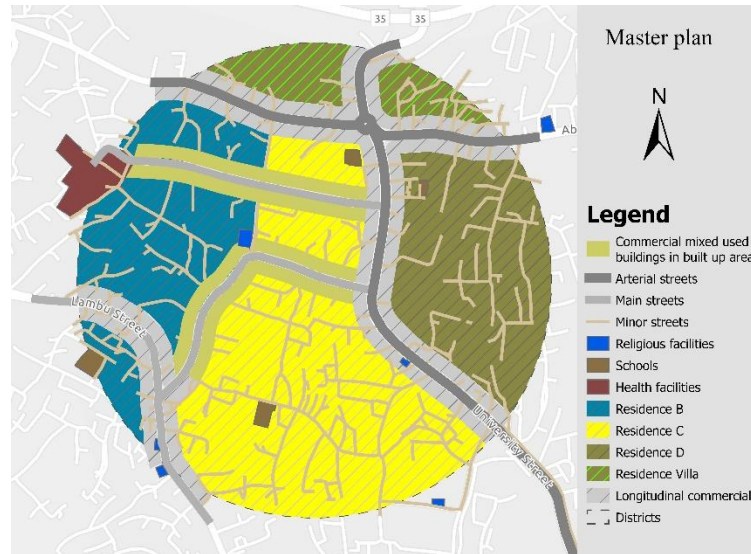 35
35
Master plan
N
Ab
Lambu Street
University Street
Legend
Commercial mixed used
buildings in built up area
Arterial streets
Main streets
Minor streets
Religious facilities
Schools
Health facilities
Residence B
Residence C
Residence D
Residence Villa
Longitudinal commercial
Districts